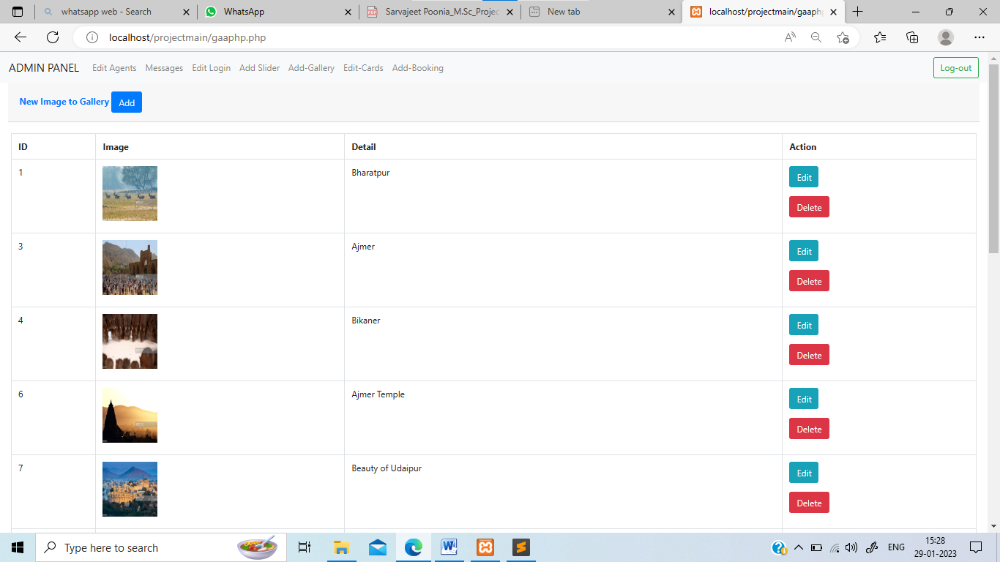 whatsapp web - Search
WhatsApp
Sarvajeet Poonia_M.Sc_Projec
New tab
localhost/projectmain/gaaphp
localhost/projectmain/gaaphp.php
ADMIN PANEL Edit Agents Messages Edit Login Add Slider Add-Gallery Edit-Cards Add-Booking Log-out
New Image to Gallery Add
ID Image Detail Action
1 Bharatpur Edit
Delete
3 Ajmer Edit
Delete
4 Bikaner Edit
Delete
6 Ajmer Temple Edit
Delete
7 Beauty of Udaipur Edit
Delete
Type here to search
ENG
15:28
29-01-2023